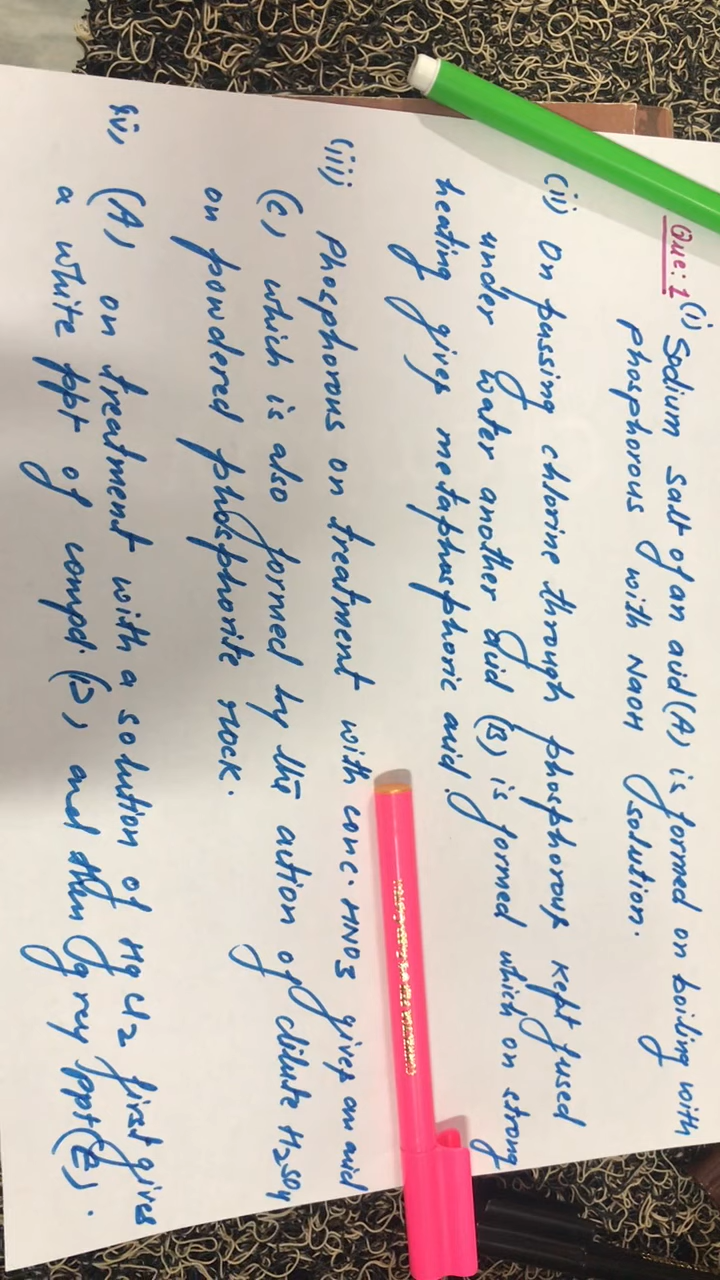 Que: 1 (i) Sodium salt of an acid (A) is formed on boiling with
phosphorous with NaOH solution.
(ii) On passing chlorine through phosphorous kept fused
under water another acid (B) is formed which on strong
heating gives metaphosphoric acid.
(iii) Phosphorous on treatment with conc. HNO3 gives an acid
(C) which is also formed by the action of dilute H2SO4
on powdered phosphorite rock.
iv, (A) on treatment with a solution of HgCl2 first gives
a white ppt of compd. (D) and then gray ppt (E).